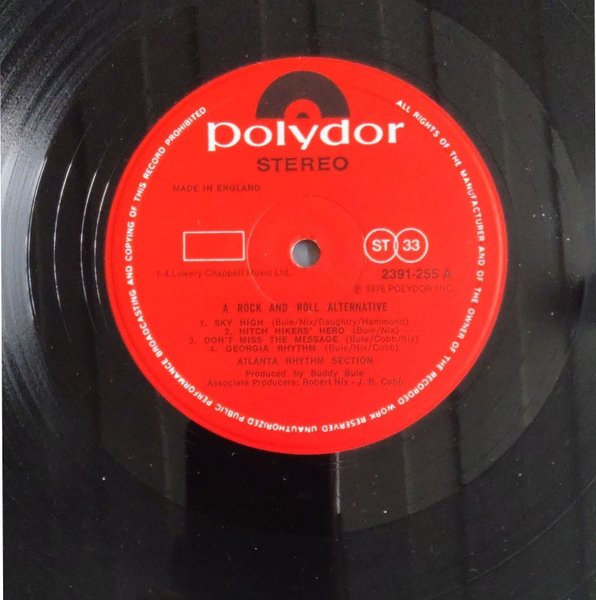 polydor
STEREO
MADE IN ENGLAND
ST 33
1-4.Lowery-Chappell Music Ltd.
2391-255 A
℗ 1976 POLYDOR INC.
A ROCK AND ROLL ALTERNATIVE
1. SKY HIGH (Buie/Nix/Daughtry/Hammond)
2. HITCH HIKERS' HERO (Buie/Nix)
3. DON'T MISS THE MESSAGE (Buie/Cobb/Nix)
4. GEORGIA RHYTHM (Buie/Nix/Cobb).
ATLANTA RHYTHM SECTION
Produced by Buddy Buie
Associate Producers: Robert Nix - J. R. Cobb
ALL RIGHTS OF THE MANUFACTURER AND OF THE OWNER OF THE RECORDED WORK RESERVED UNAUTHORIZED PUBLIC PERFORMANCE BROADCASTING AND COPYING OF THIS RECORD PROHIBITED